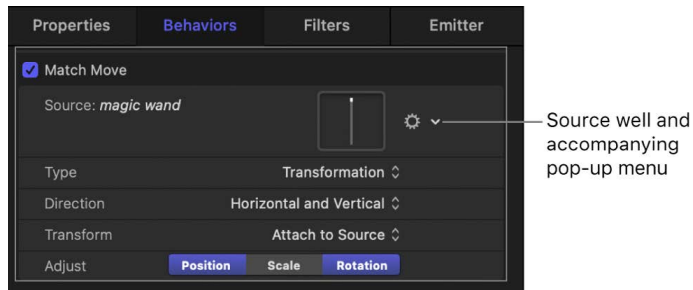 Properties Behaviors Filters Emitter
Match Move
Source: magic wand
Source well and
accompanying
pop-up menu
Type Transformation
Direction Horizontal and Vertical
Transform Attach to Source
Adjust Position Scale Rotation